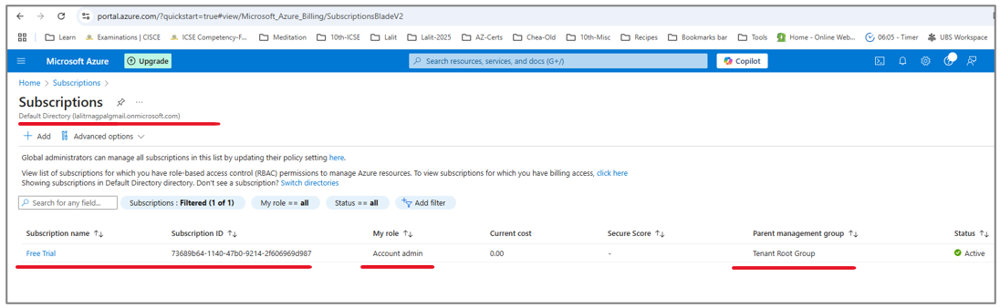 portal.azure.com/?quickstart=true#view/Microsoft_Azure_Billing/SubscriptionsBladeV2
Learn Examinations | CISCE ICSE Competency-F... Meditation 10th-ICSE Lalit Lalit-2025 AZ-Certs Chea-Old 10th-Misc Recipes Bookmarks bar Tools Home - Online Web... 06:05 - Timer UBS Workspace
Microsoft Azure Upgrade Search resources, services, and docs (G+/) Copilot
Home > Subscriptions >
Subscriptions ...
Default Directory (lalitrnagpalgmail.onmicrosoft.com)
+ Add Advanced options
Global administrators can manage all subscriptions in this list by updating their policy setting here.
View list of subscriptions for which you have role-based access control (RBAC) permissions to manage Azure resources. To view subscriptions for which you have billing access, click here
Showing subscriptions in Default Directory directory. Don't see a subscription? Switch directories
Search for any field... Subscriptions : Filtered (1 of 1) My role == all Status == all Add filter
Subscription name ↑↓ Subscription ID ↑↓ My role ↑↓ Current cost Secure Score ↑↓ Parent management group ↑↓ Status ↑↓
Free Trial 73689b64-1140-47b0-9214-2f606969d987 Account admin 0.00 - Tenant Root Group Active